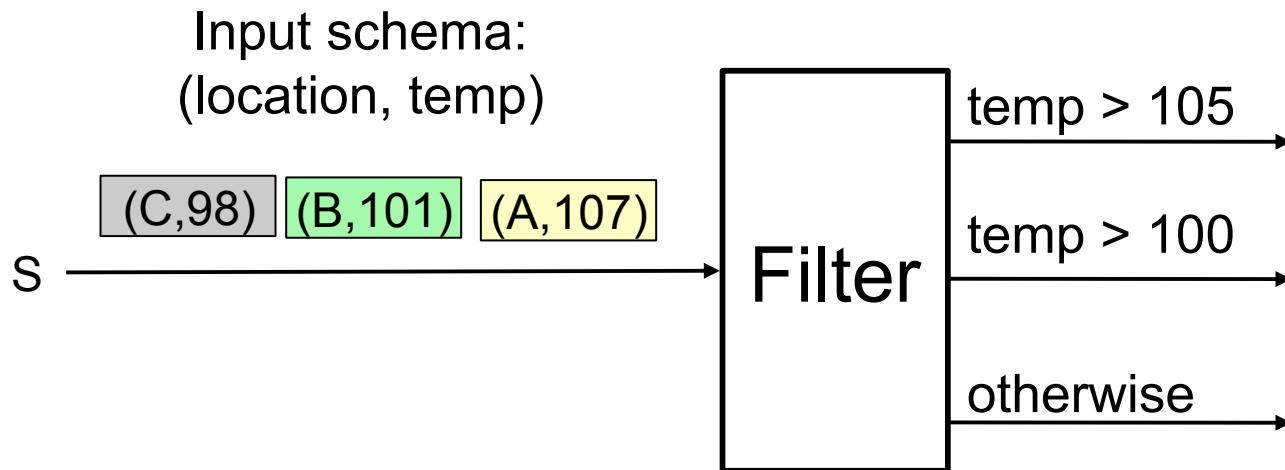 Input schema:
(location, temp)
temp > 105
(C,98) (B,101) (A,107)
temp > 100
S
Filter
otherwise